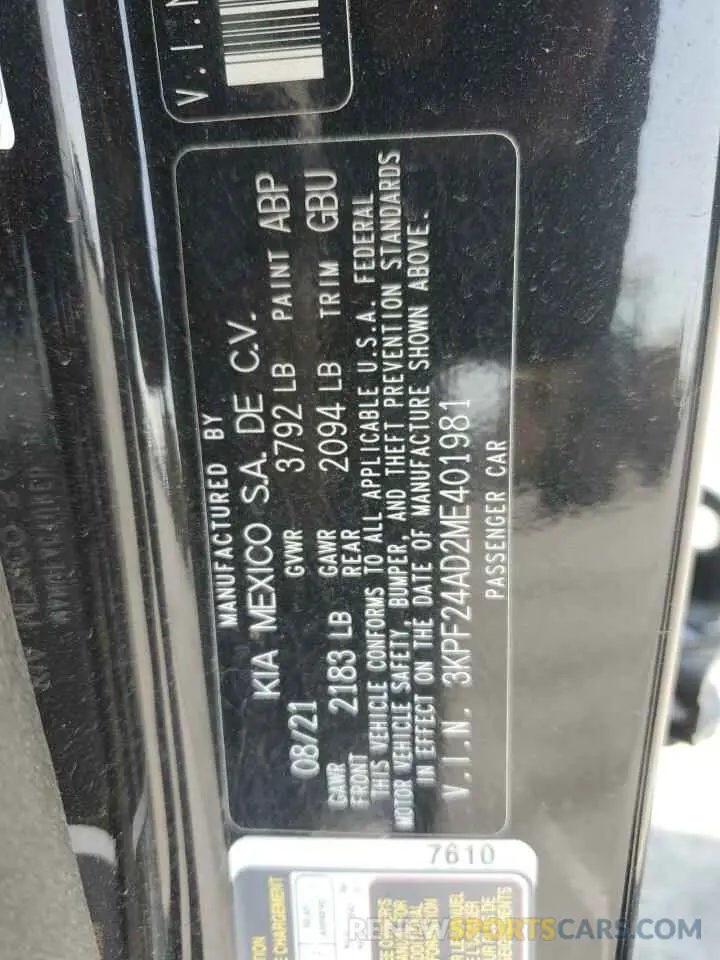 V.I.N
MANUFACTURED BY
KIA MEXICO S.A. DE C.V.
08/21 GVWR 3792 LB PAINT ABP
GAWR FRONT 2183 LB GAWR REAR 2094 LB TRIM GBU
THIS VEHICLE CONFORMS TO ALL APPLICABLE U.S.A. FEDERAL
MOTOR VEHICLE SAFETY, BUMPER, AND THEFT PREVENTION STANDARDS
IN EFFECT ON THE DATE OF MANUFACTURE SHOWN ABOVE.
V.I.N. 3KPF24AD2ME401981
PASSENGER CAR
7610
RENEWSPORTSCARS.COM